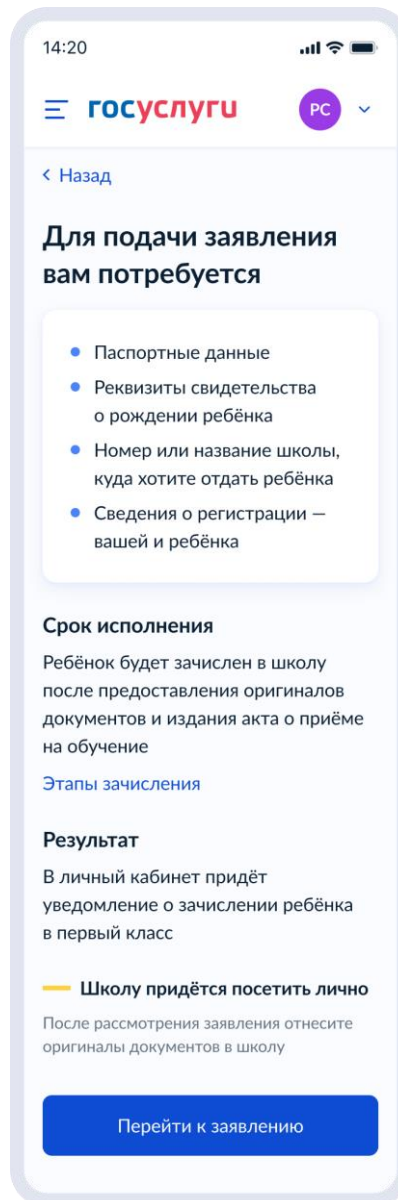 14:20
госуслуги
РС
Назад
Для подачи заявления
вам потребуется
Паспортные данные
Реквизиты свидетельства
о рождении ребёнка
Номер или название школы,
куда хотите отдать ребёнка
Сведения о регистрации —
вашей и ребёнка
Срок исполнения
Ребёнок будет зачислен в школу
после предоставления оригиналов
документов и издания акта о приёме
на обучение
Этапы зачисления
Результат
В личный кабинет придёт
уведомление о зачислении ребёнка
в первый класс
Школу придётся посетить лично
После рассмотрения заявления отнесите
оригиналы документов в школу
Перейти к заявлению